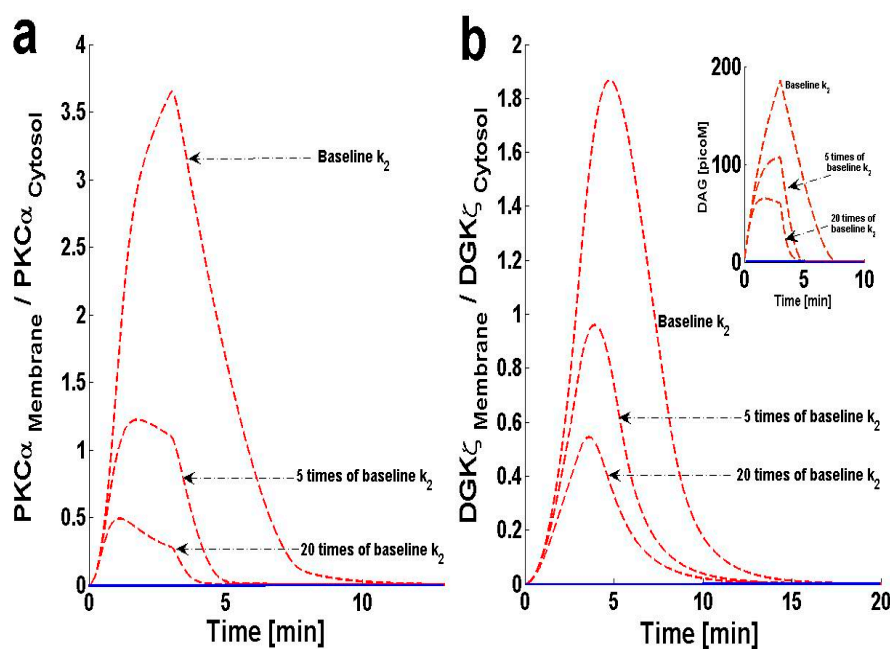 a
PKCα Membrane / PKCα Cytosol
4
3.5
3
2.5
2
1.5
1
0.5
0
0
5
10
Time [min]
Baseline k2
5 times of baseline k2
20 times of baseline k2
b
DGKζ Membrane / DGKζ Cytosol
2
1.8
1.6
1.4
1.2
1
0.8
0.6
0.4
0.2
0
0
5
10
15
20
Time [min]
Baseline k2
5 times of
baseline k2
20 times of baseline k2
DAG [picoM]
200
100
0
0
5
10
Time [min]
Baseline k2
5 times of
baseline k2
20 times of
baseline k2